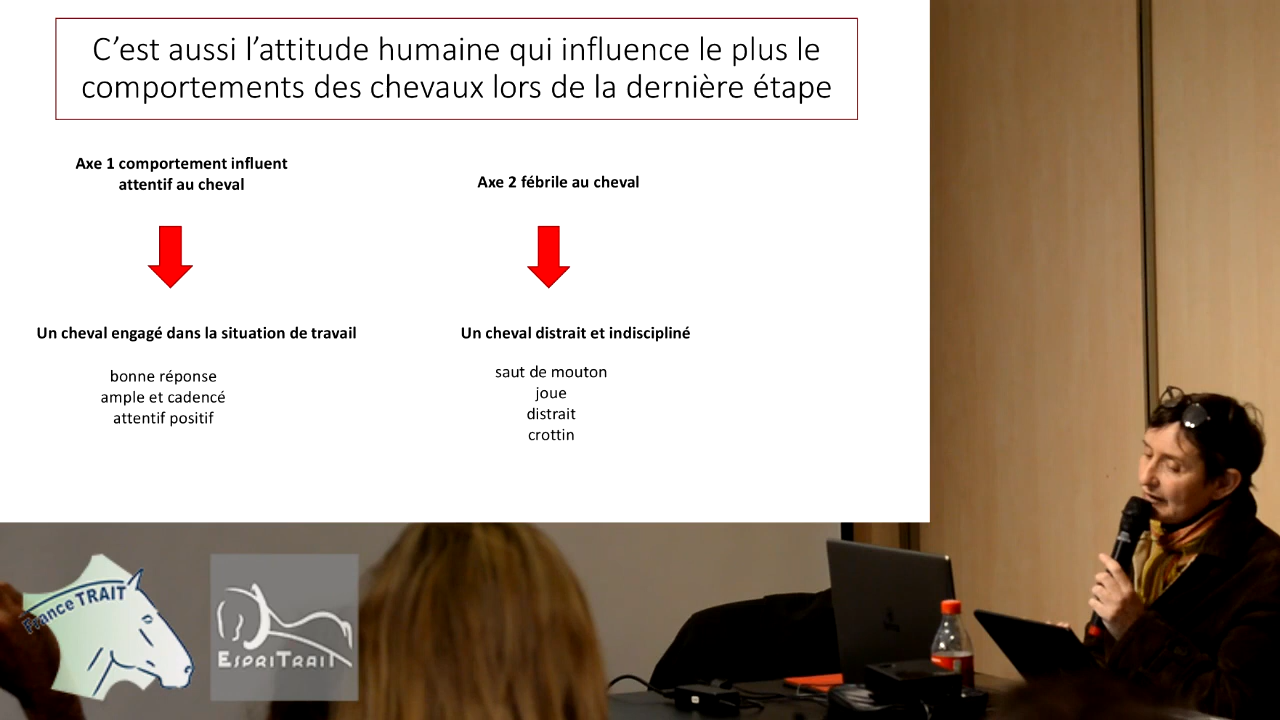 C’est aussi l’attitude humaine qui influence le plus le
comportements des chevaux lors de la dernière étape
Axe 1 comportement influent
attentif au cheval
Axe 2 fébrile au cheval
Un cheval engagé dans la situation de travail
bonne réponse
ample et cadencé
attentif positif
Un cheval distrait et indiscipliné
saut de mouton
joue
distrait
crottin
France TRAIT
ESPRITRAIT